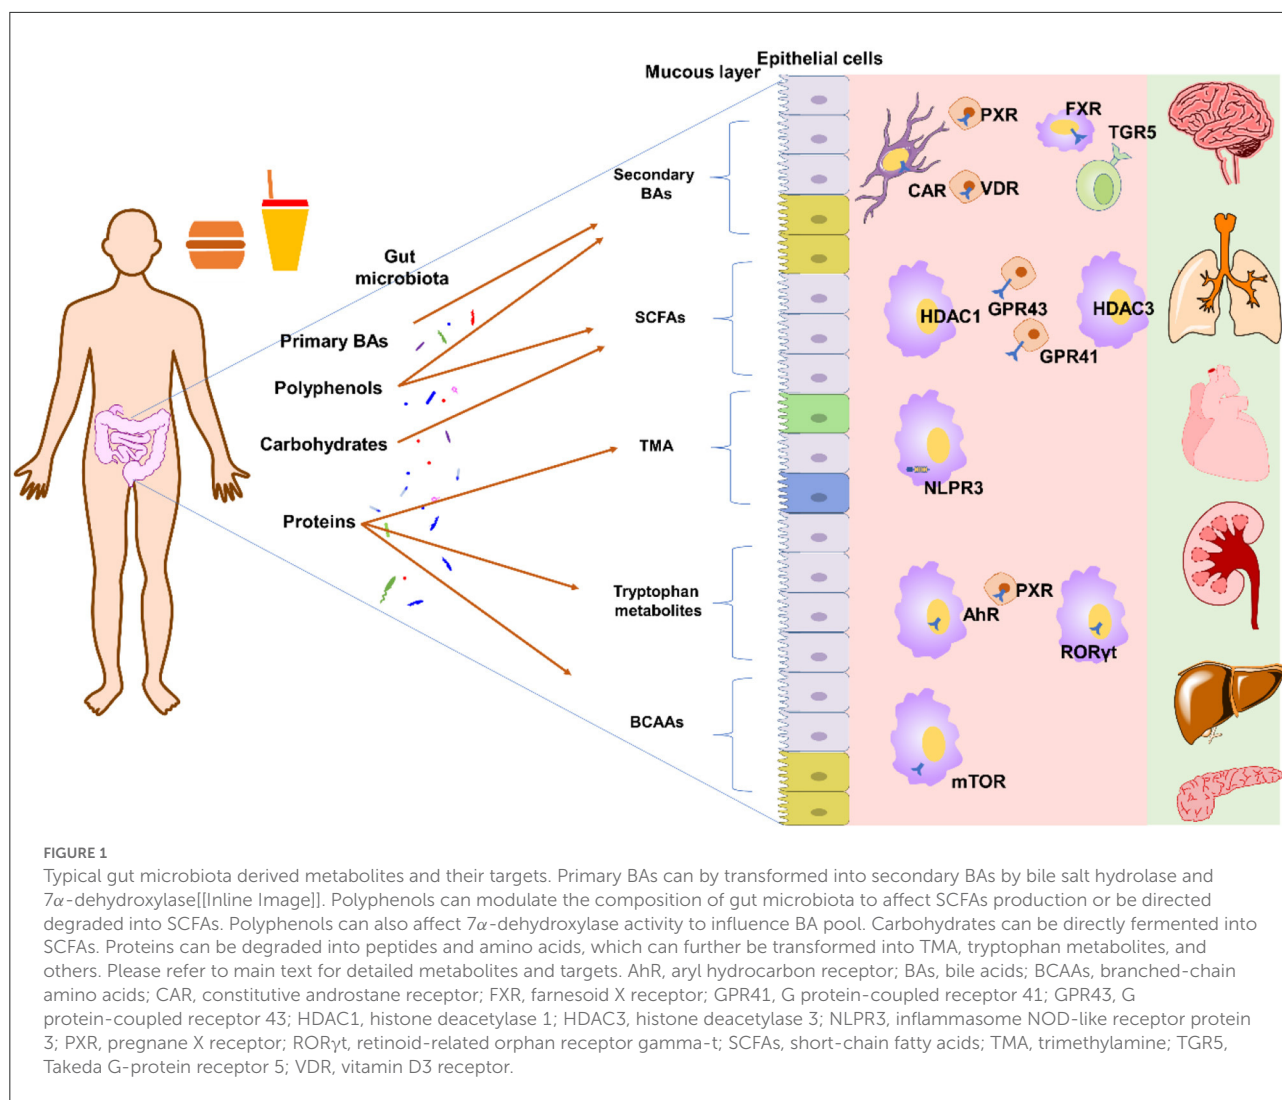 Epithelial cells
Mucous layer
PXR
FXR
TGR5
Secondary
BAs
CAR
VDR
Gut
microbiota
SCFAs
HDAC1
GPR43
HDAC3
Primary BAs
GPR41
Polyphenols
Carbohydrates
TMA
NLPR3
Proteins
Tryptophan
metabolites
PXR
AhR
RORγt
BCAAs
mTOR
FIGURE 1
Typical gut microbiota derived metabolites and their targets. Primary BAs can by transformed into secondary BAs by bile salt hydrolase and
7α-dehydroxylase[[Inline Image]]. Polyphenols can modulate the composition of gut microbiota to affect SCFAs production or be directed
degraded into SCFAs. Polyphenols can also affect 7α-dehydroxylase activity to influence BA pool. Carbohydrates can be directly fermented into
SCFAs. Proteins can be degraded into peptides and amino acids, which can further be transformed into TMA, tryptophan metabolites, and
others. Please refer to main text for detailed metabolites and targets. AhR, aryl hydrocarbon receptor; BAs, bile acids; BCAAs, branched-chain
amino acids; CAR, constitutive androstane receptor; FXR, farnesoid X receptor; GPR41, G protein-coupled receptor 41; GPR43, G
protein-coupled receptor 43; HDAC1, histone deacetylase 1; HDAC3, histone deacetylase 3; NLPR3, inflammasome NOD-like receptor protein
3; PXR, pregnane X receptor; RORγt, retinoid-related orphan receptor gamma-t; SCFAs, short-chain fatty acids; TMA, trimethylamine; TGR5,
Takeda G-protein receptor 5; VDR, vitamin D3 receptor.